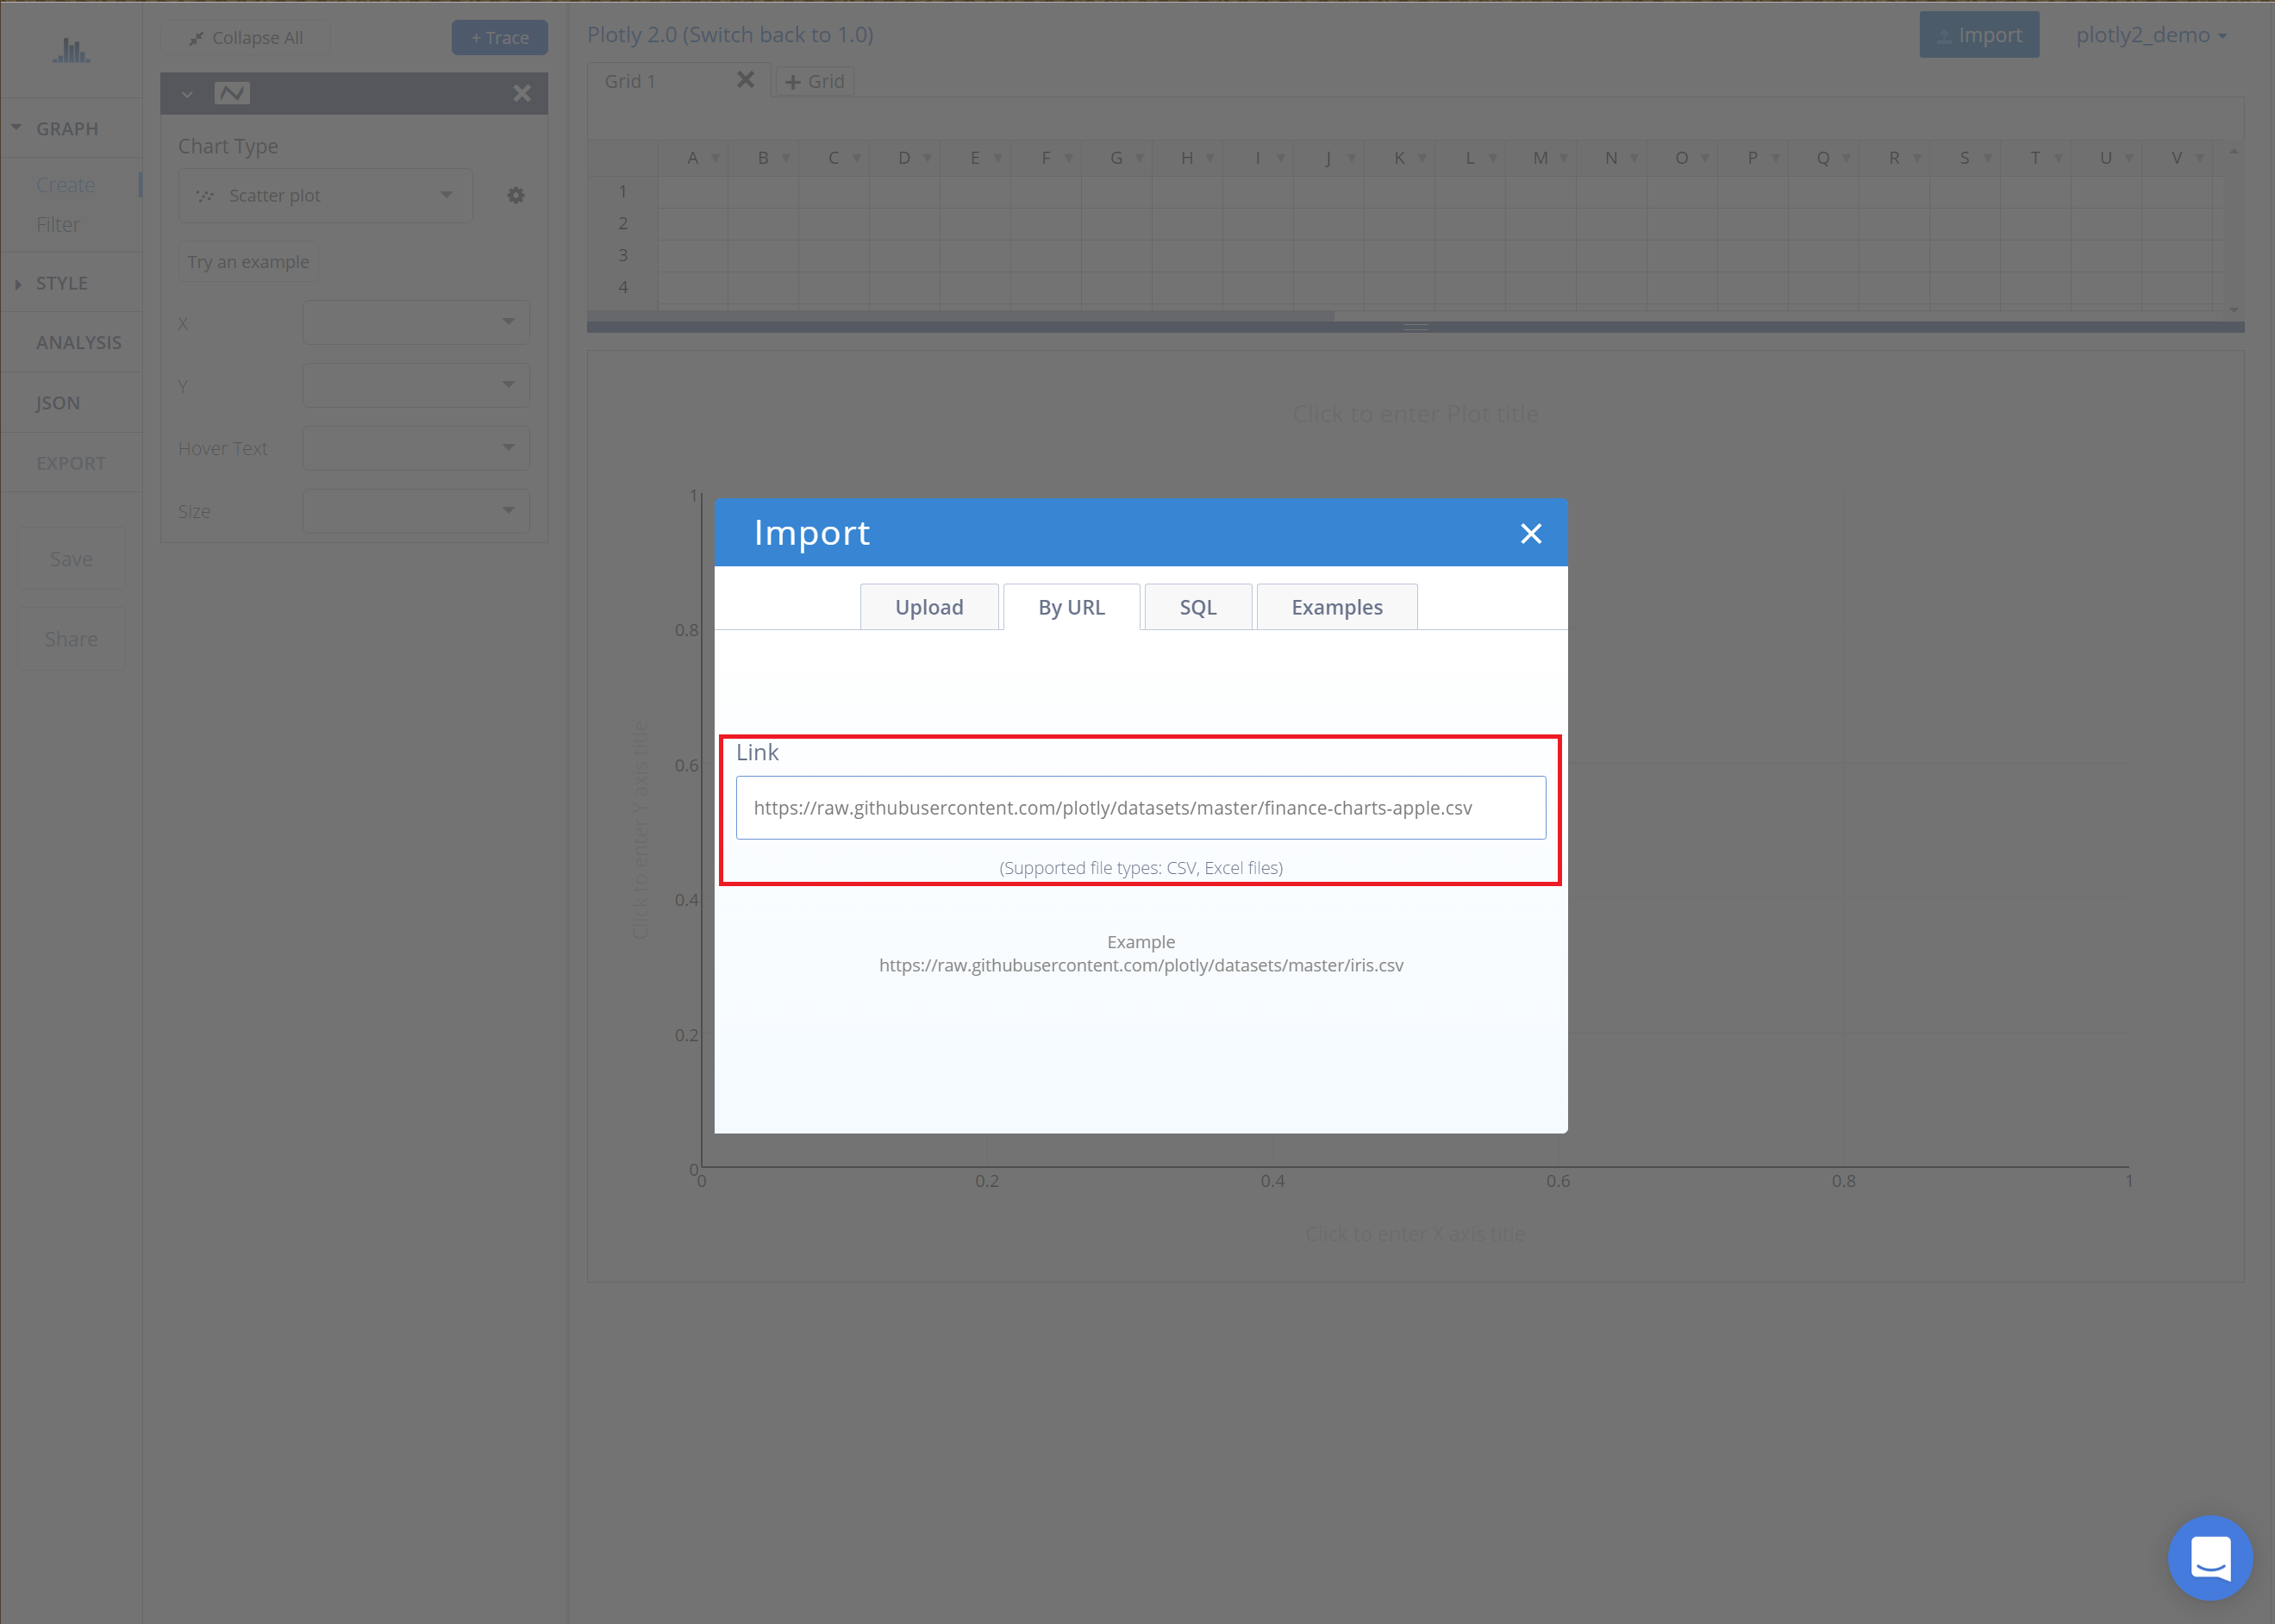 Collapse All
+ Trace
Plotly 2.0 (Switch back to 1.0)
Import
plotly2_demo
Grid 1
Grid
GRAPH
Create
Filter
STYLE
ANALYSIS
JSON
EXPORT
Save
Share
Chart Type
Scatter plot
Try an example
X
Y
Hover Text
Size
A B C D E F G H I J K L M N O P Q R S T U V
1
2
3
4
Click to enter Plot title
Click to enter Y axis title
1
0.8
0.6
0.4
0.2
0
0 0.2 0.4 0.6 0.8 1
Click to enter X axis title
Import
Upload By URL SQL Examples
Link
https://raw.githubusercontent.com/plotly/datasets/master/finance-charts-apple.csv
(Supported file types: CSV, Excel files)
Example
https://raw.githubusercontent.com/plotly/datasets/master/iris.csv